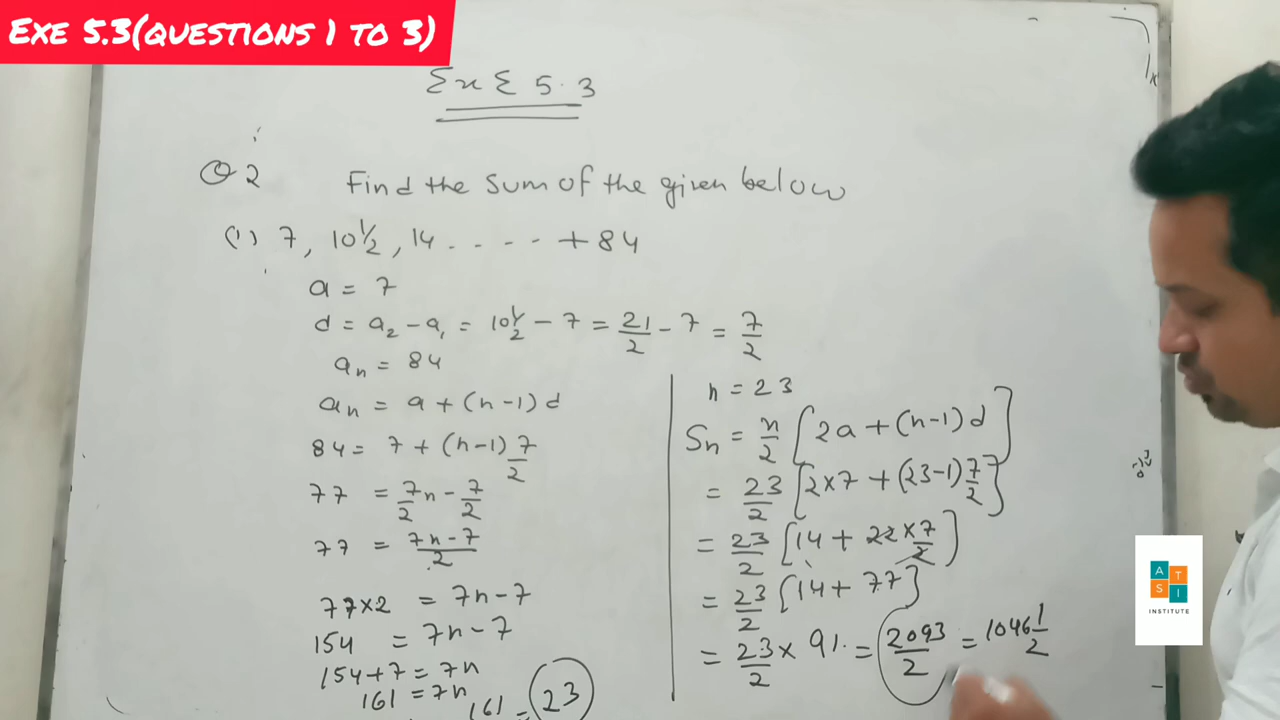 EXE 5.3(QUESTIONS 1 TO 3)
Ex E 5.3
Q2 Find the sum of the given below
(i) 7, 10 1/2, 14 ..... + 84
a = 7
d = a₂ - a₁ = 10 1/2 - 7 = 21/2 - 7 = 7/2
aₙ = 84
aₙ = a + (n-1) d
84 = 7 + (n-1) 7/2
77 = 7/2 n - 7/2
77 = 7n-7/2
77×2 = 7n-7
154 = 7n-7
154+7 = 7n
161 = 7n
161 = 23
n = 23
Sₙ = n/2 [2a + (n-1) d]
= 23/2 [2×7 + (23-1) 7/2]
= 23/2 [14 + 22×7/2]
= 23/2 [14 + 77]
= 23/2 × 91 = 2093/2 = 1046 1/2
A T
S I
INSTITUTE